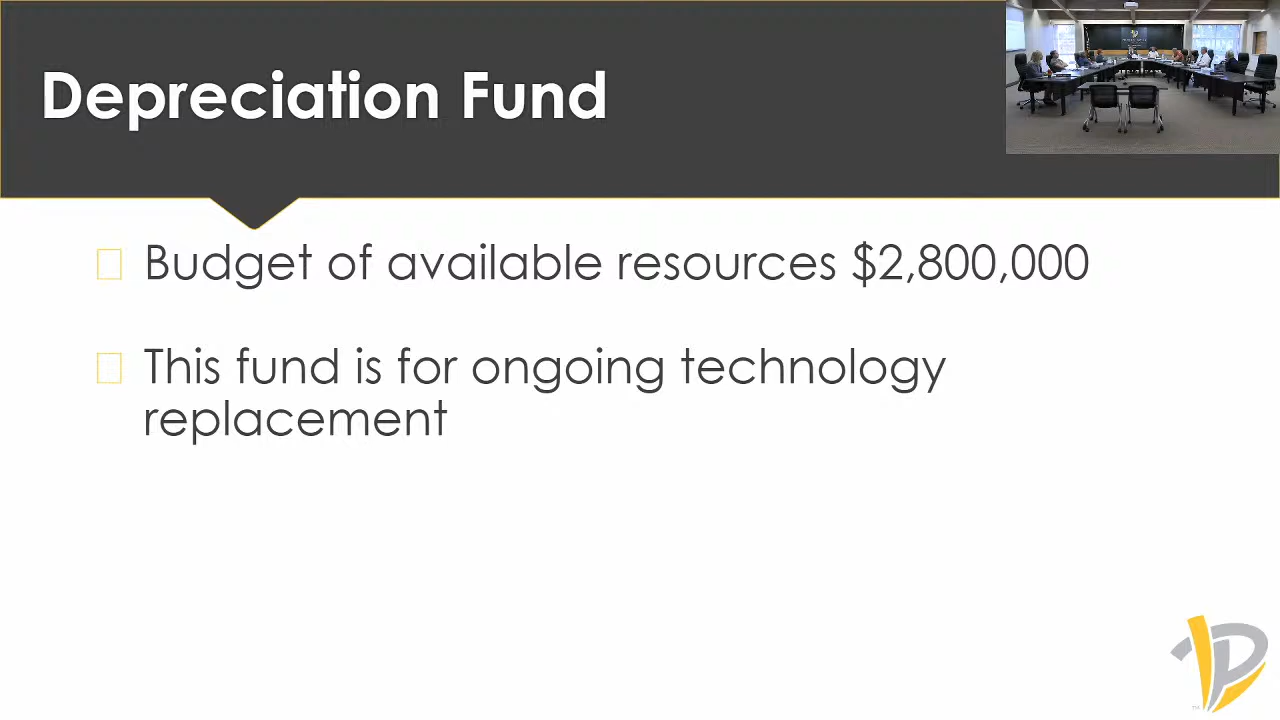 Depreciation Fund
Budget of available resources $2,800,000
This fund is for ongoing technology
replacement